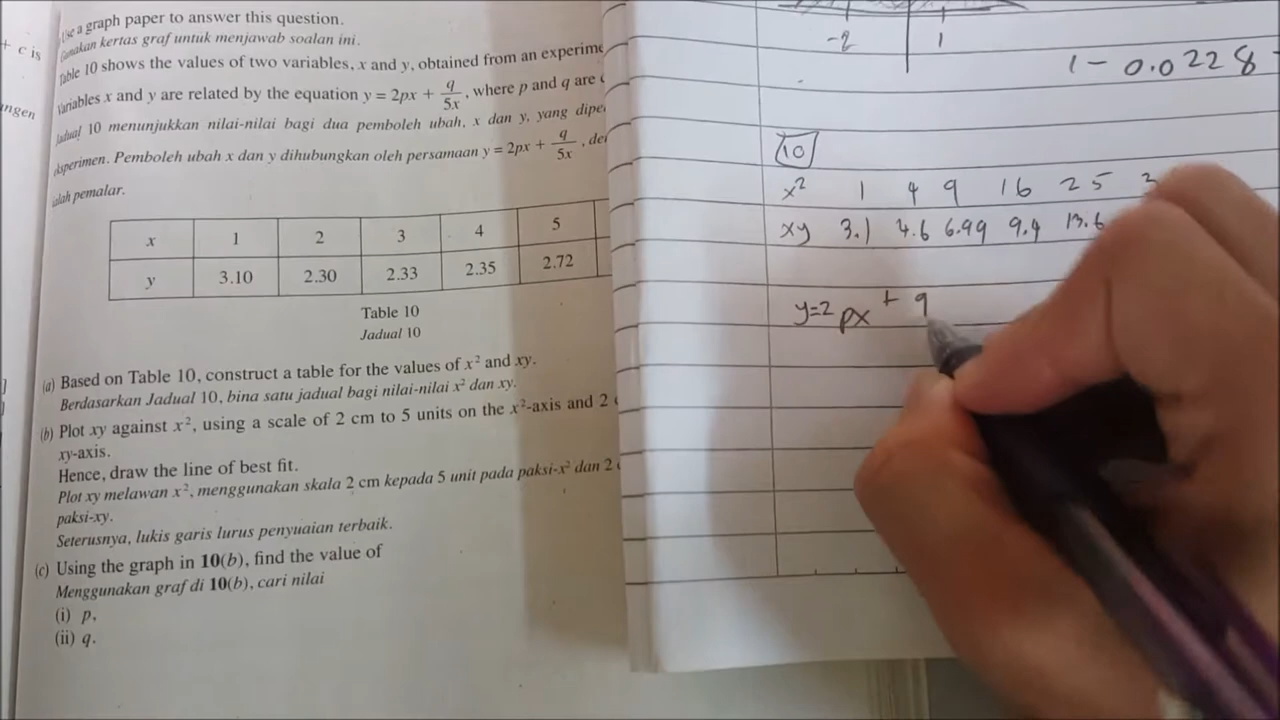 + c is
ungen
Use a graph paper to answer this question.
Gunakan kertas graf untuk menjawab soalan ini.
Table 10 shows the values of two variables, x and y, obtained from an experime
Variables x and y are related by the equation y = 2px + q/5x, where p and q are
Jadual 10 menunjukkan nilai-nilai bagi dua pemboleh ubah, x dan y, yang dipe
eksperimen. Pemboleh ubah x dan y dihubungkan oleh persamaan y = 2px + q/5x, de
ialah pemalar.
x 1 2 3 4 5
y 3.10 2.30 2.33 2.35 2.72
Table 10
Jadual 10
(a) Based on Table 10, construct a table for the values of x² and xy.
Berdasarkan Jadual 10, bina satu jadual bagi nilai-nilai x² dan xy.
(b) Plot xy against x², using a scale of 2 cm to 5 units on the x²-axis and 2
xy-axis.
Hence, draw the line of best fit.
Plot xy melawan x², menggunakan skala 2 cm kepada 5 unit pada paksi-x² dan 2
paksi-xy.
Seterusnya, lukis garis lurus penyuaian terbaik.
(c) Using the graph in 10(b), find the value of
Menggunakan graf di 10(b), cari nilai
(i) p,
(ii) q.
-2 1
1 - 0.0228
10
x² 1 4 9 16 25 3
xy 3.1 4.6 6.99 9.4 13.6
y=2px + q